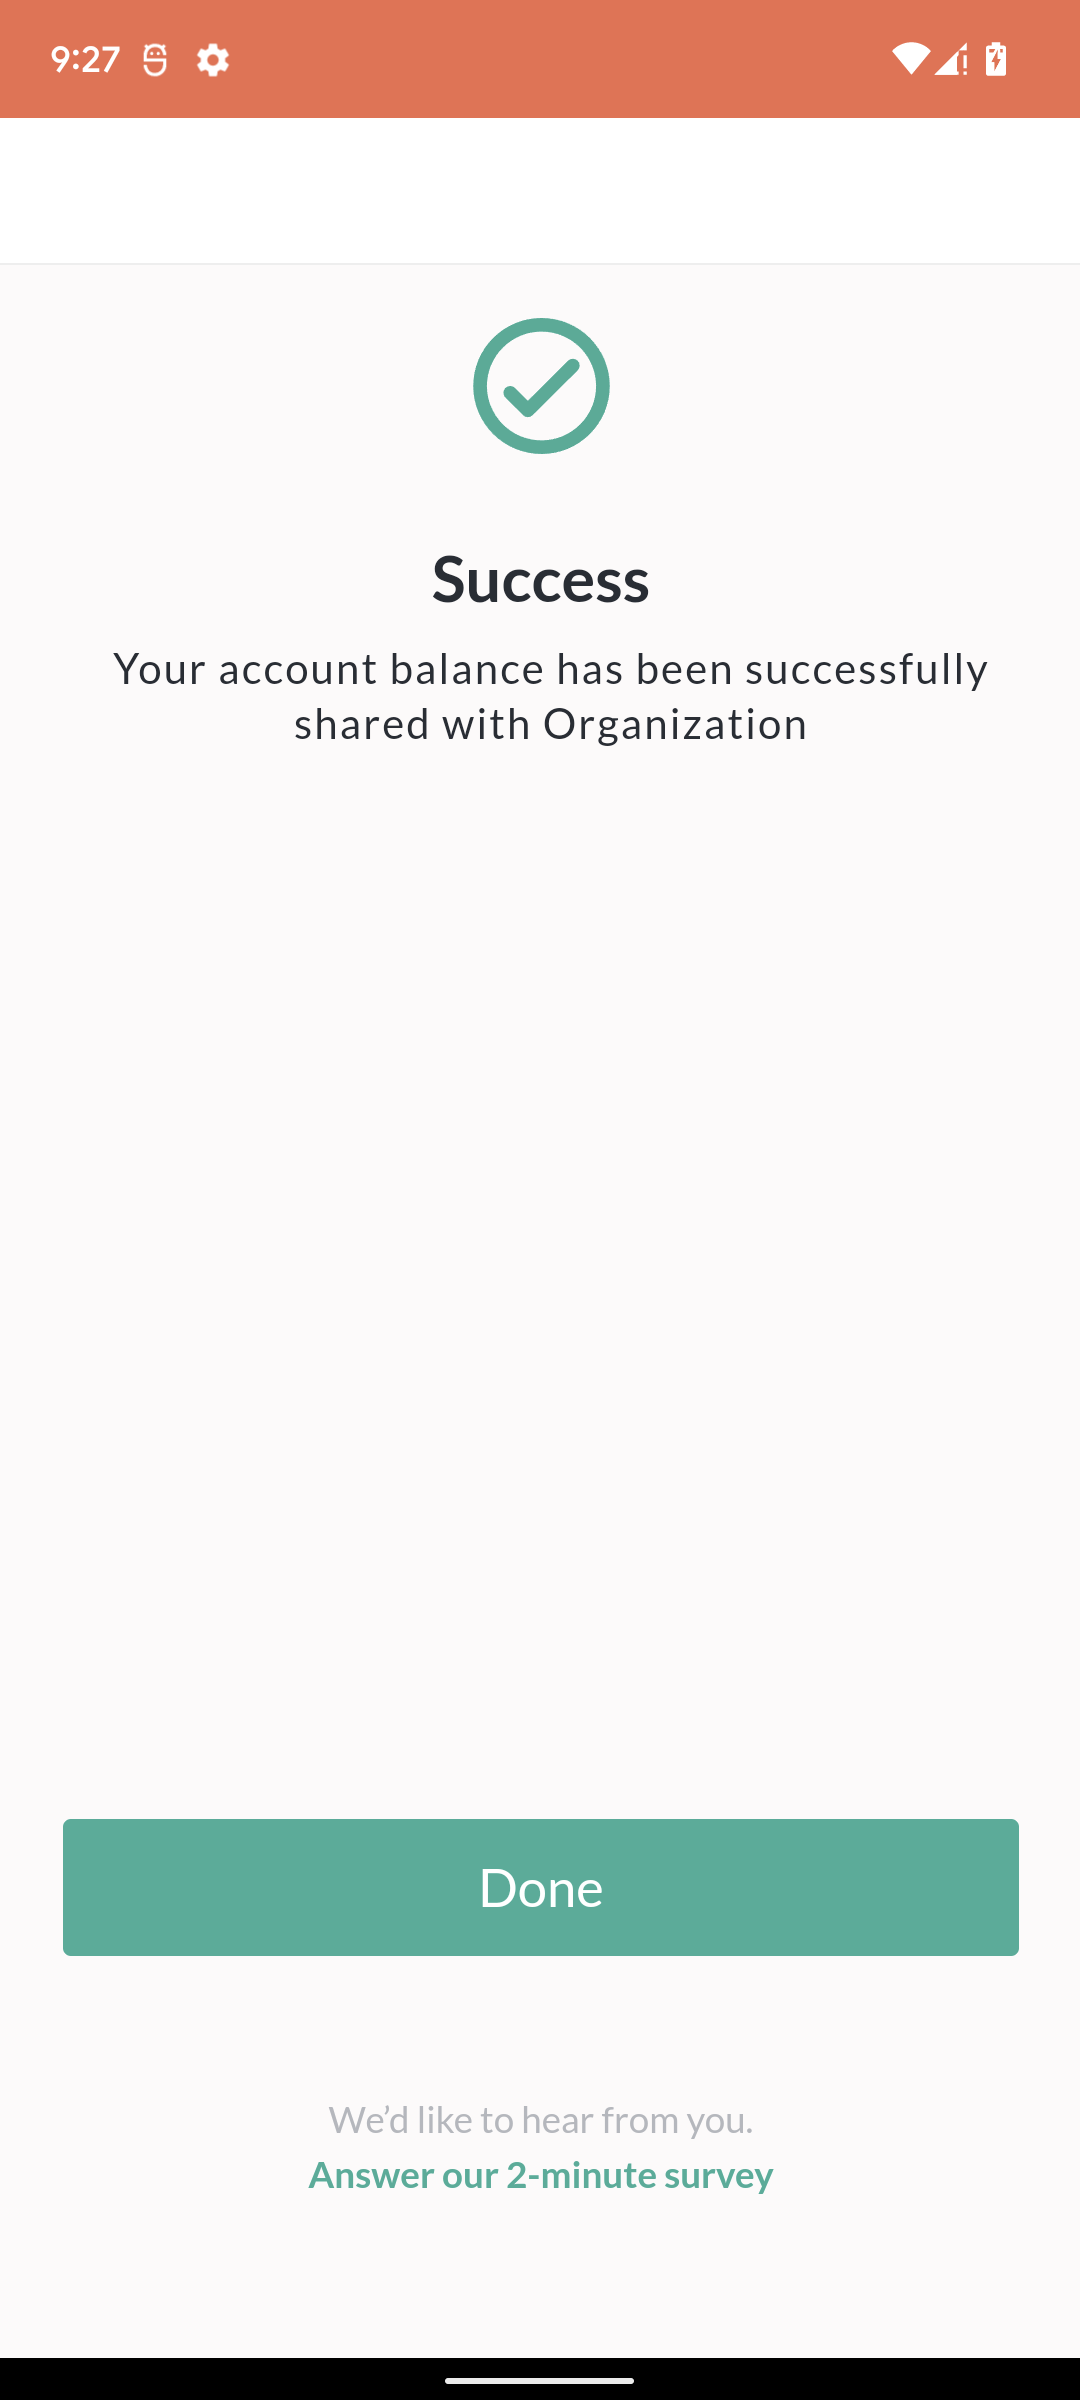 9:27
Success
Your account balance has been successfully
shared with Organization
Done
We’d like to hear from you.
Answer our 2-minute survey